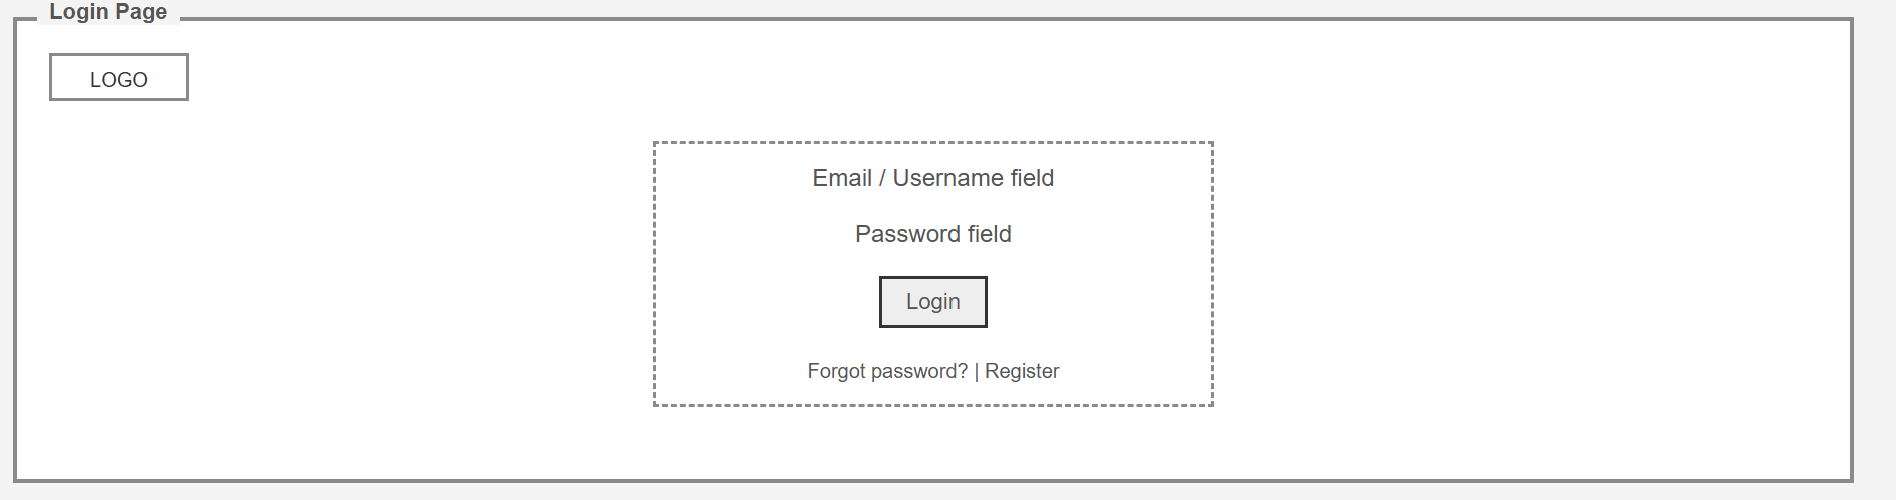 Login Page
LOGO
Email / Username field
Password field
Login
Forgot password? | Register